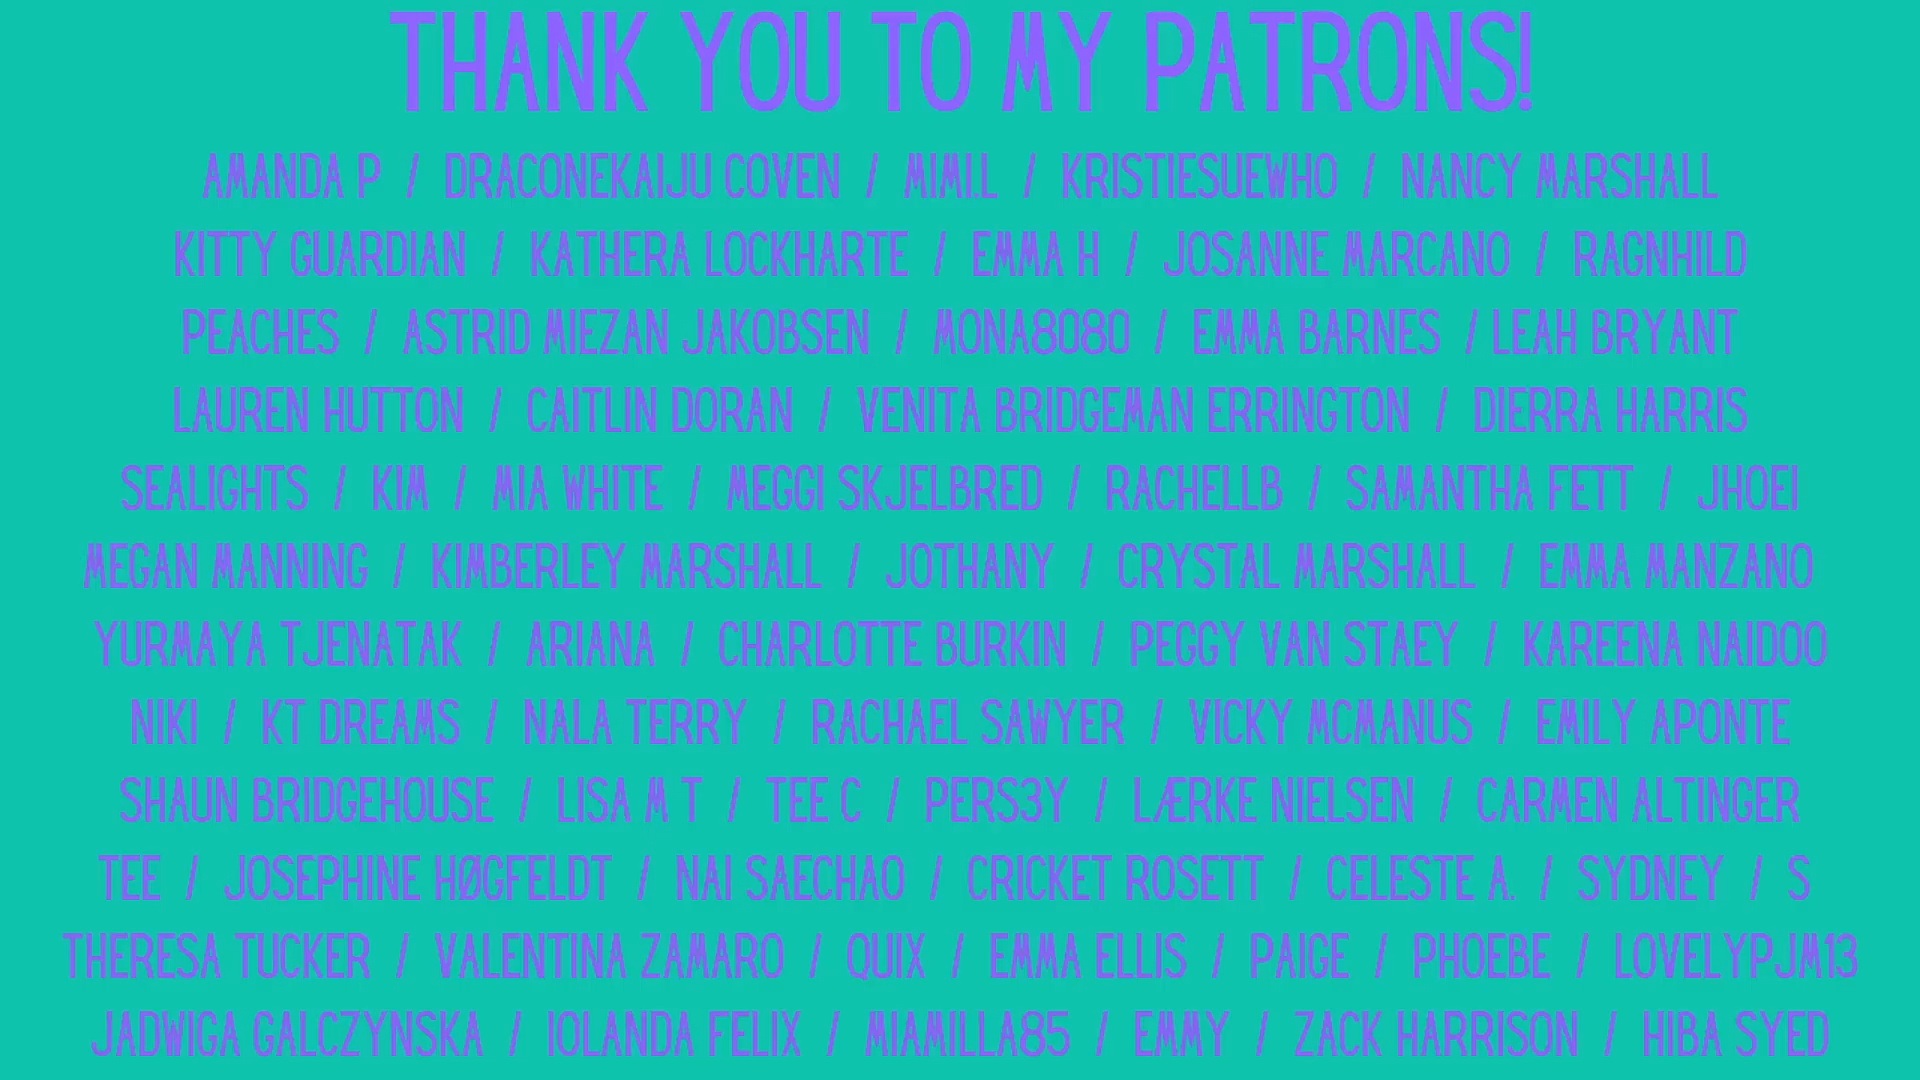 THANK YOU TO MY PATRONS!
AMANDA P / DRACONEKAIJU COVEN / MIMI.L / KRISTIESUEWHO / NANCY MARSHALL
KITTY GUARDIAN / KATHERA LOCKHARTE / EMMA H / JOSANNE MARCANO / RAGNHILD
PEACHES / ASTRID MIEZAN JAKOBSEN / MONA8080 / EMMA BARNES / LEAH BRYANT
LAUREN HUTTON / CAITLIN DORAN / VENITA BRIDGEMAN ERRINGTON / DIERRA HARRIS
SEALIGHTS / KIM / MIA WHITE / MEGGI SKJELBRED / RACHELLB / SAMANTHA FETT / JHOEI
MEGAN MANNING / KIMBERLEY MARSHALL / JOTHANY / CRYSTAL MARSHALL / EMMA MANZANO
YURMAYA TJENATAK / ARIANA / CHARLOTTE BURKIN / PEGGY VAN STAEY / KAREENA NAIDOO
NIKI / KT DREAMS / NALA TERRY / RACHAEL SAWYER / VICKY MCMANUS / EMILY APONTE
SHAUN BRIDGEHOUSE / LISA M T / TEE C / PERS3Y / LÆRKE NIELSEN / CARMEN ALTINGER
TEE / JOSEPHINE HØGFELDT / NAI SAECHAO / CRICKET ROSETT / CELESTE A. / SYDNEY / S
THERESA TUCKER / VALENTINA ZAMARO / QUIX / EMMA ELLIS / PAIGE / PHOEBE / LOVELYPJM13
JADWIGA GALCZYNSKA / IOLANDA FELIX / MIAMILLA85 / EMMY / ZACK HARRISON / HIBA SYED